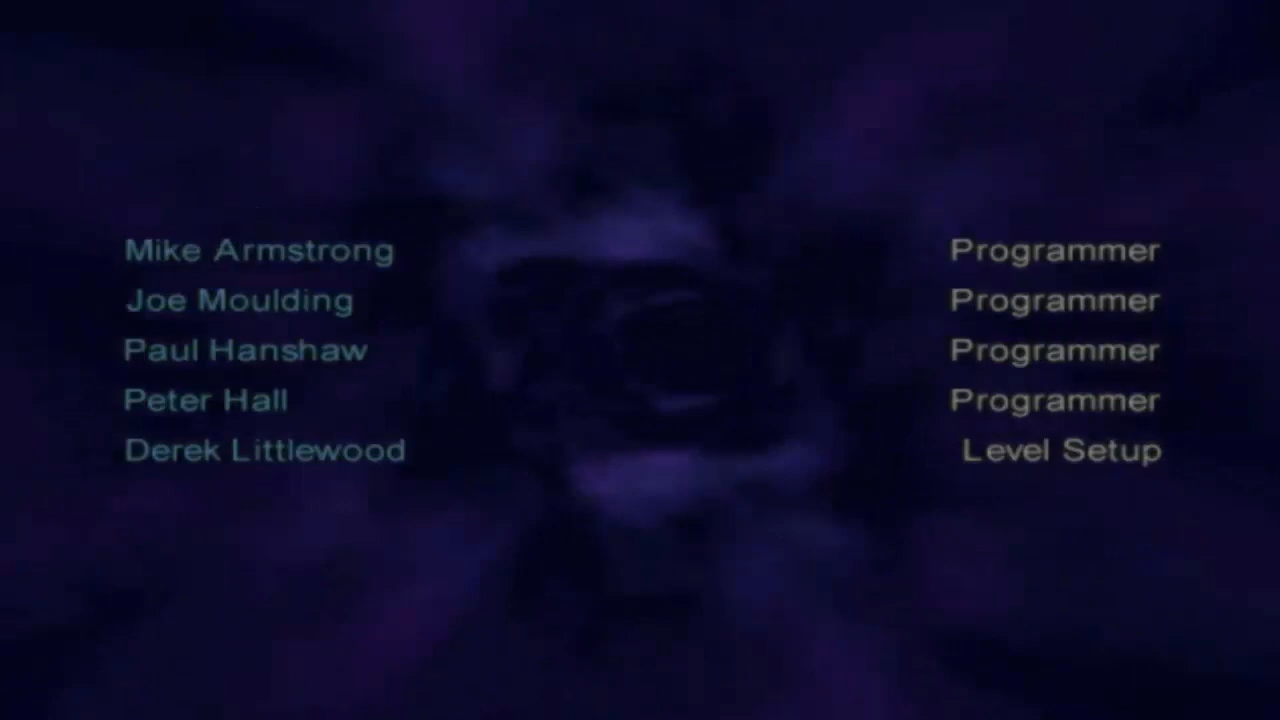 Mike Armstrong Programmer
Joe Moulding Programmer
Paul Hanshaw Programmer
Peter Hall Programmer
Derek Littlewood Level Setup